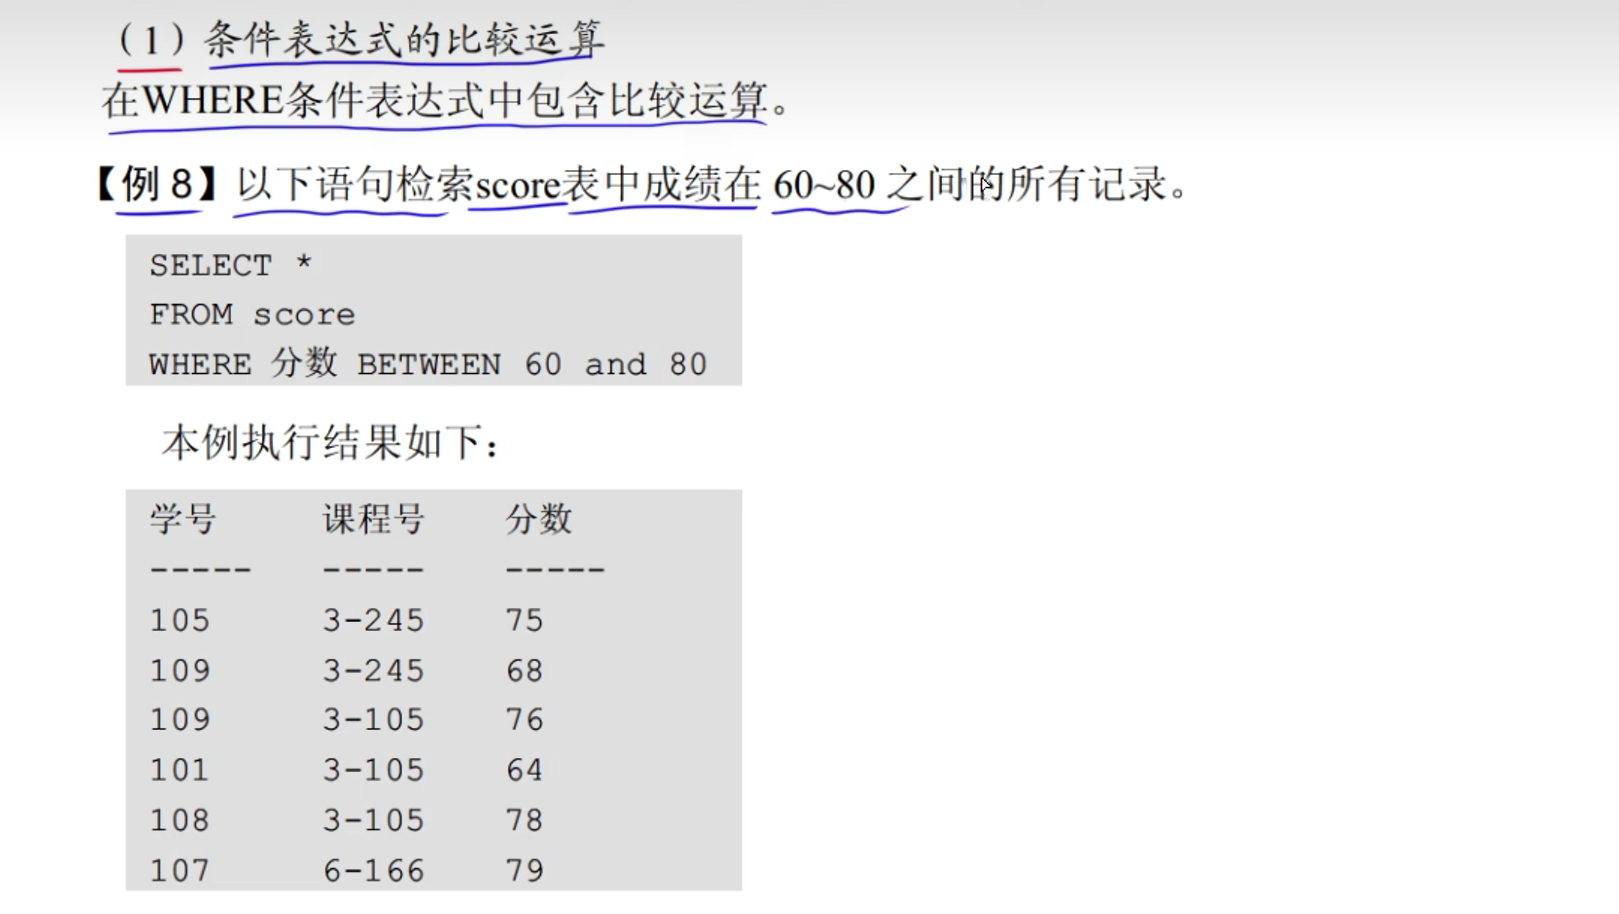 （1）条件表达式的比较运算
在WHERE条件表达式中包含比较运算。
【例 8】以下语句检索score表中成绩在 60~80 之间的所有记录。
SELECT *
FROM score
WHERE 分数 BETWEEN 60 and 80
本例执行结果如下：
学号 课程号 分数
----- ----- -----
105 3-245 75
109 3-245 68
109 3-105 76
101 3-105 64
108 3-105 78
107 6-166 79